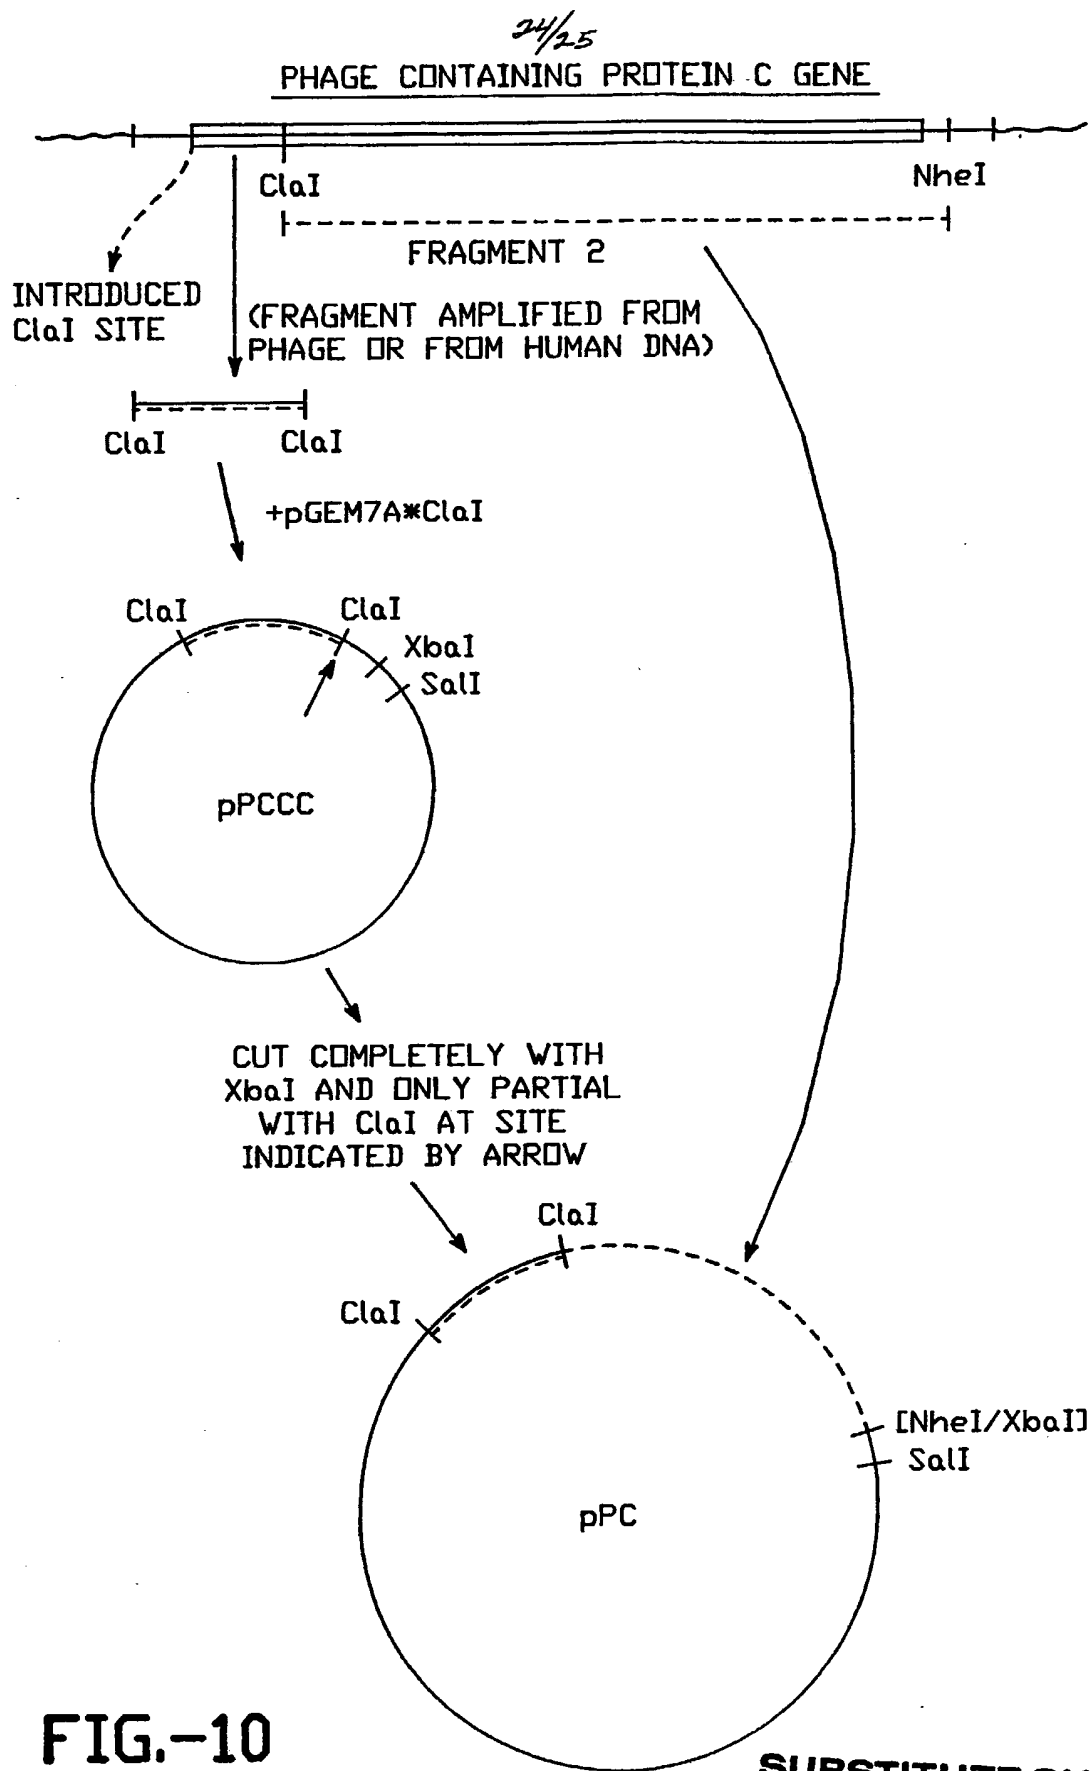 24/25
PHAGE CONTAINING PROTEIN C GENE
ClaI
NheI
FRAGMENT 2
INTRODUCED
ClaI SITE
(FRAGMENT AMPLIFIED FROM
PHAGE OR FROM HUMAN DNA)
ClaI
ClaI
+pGEM7A*ClaI
ClaI
ClaI
XbaI
SalI
pPCCC
CUT COMPLETELY WITH
XbaI AND ONLY PARTIAL
WITH ClaI AT SITE
INDICATED BY ARROW
ClaI
ClaI
[NheI/XbaI]
SalI
pPC
FIG.-10